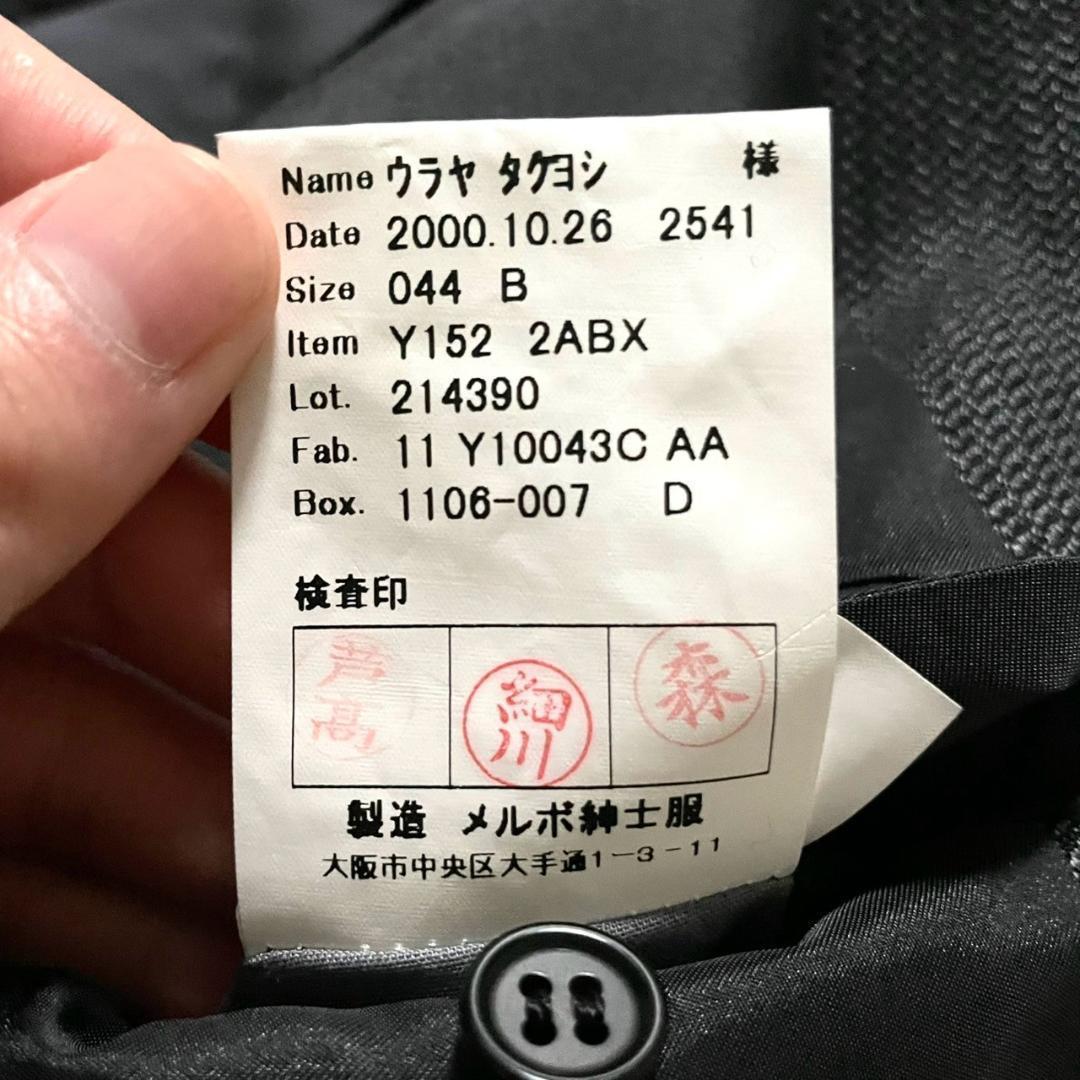 Name ウラヤ タクヨシ 様
Date 2000.10.26 2541
Size 044 B
Item Y152 2ABX
Lot. 214390
Fab. 11 Y10043C AA
Box. 1106-007 D
検査印
芦高
細川
森
製造 メルボ紳士服
大阪市中央区大手通1-3-11